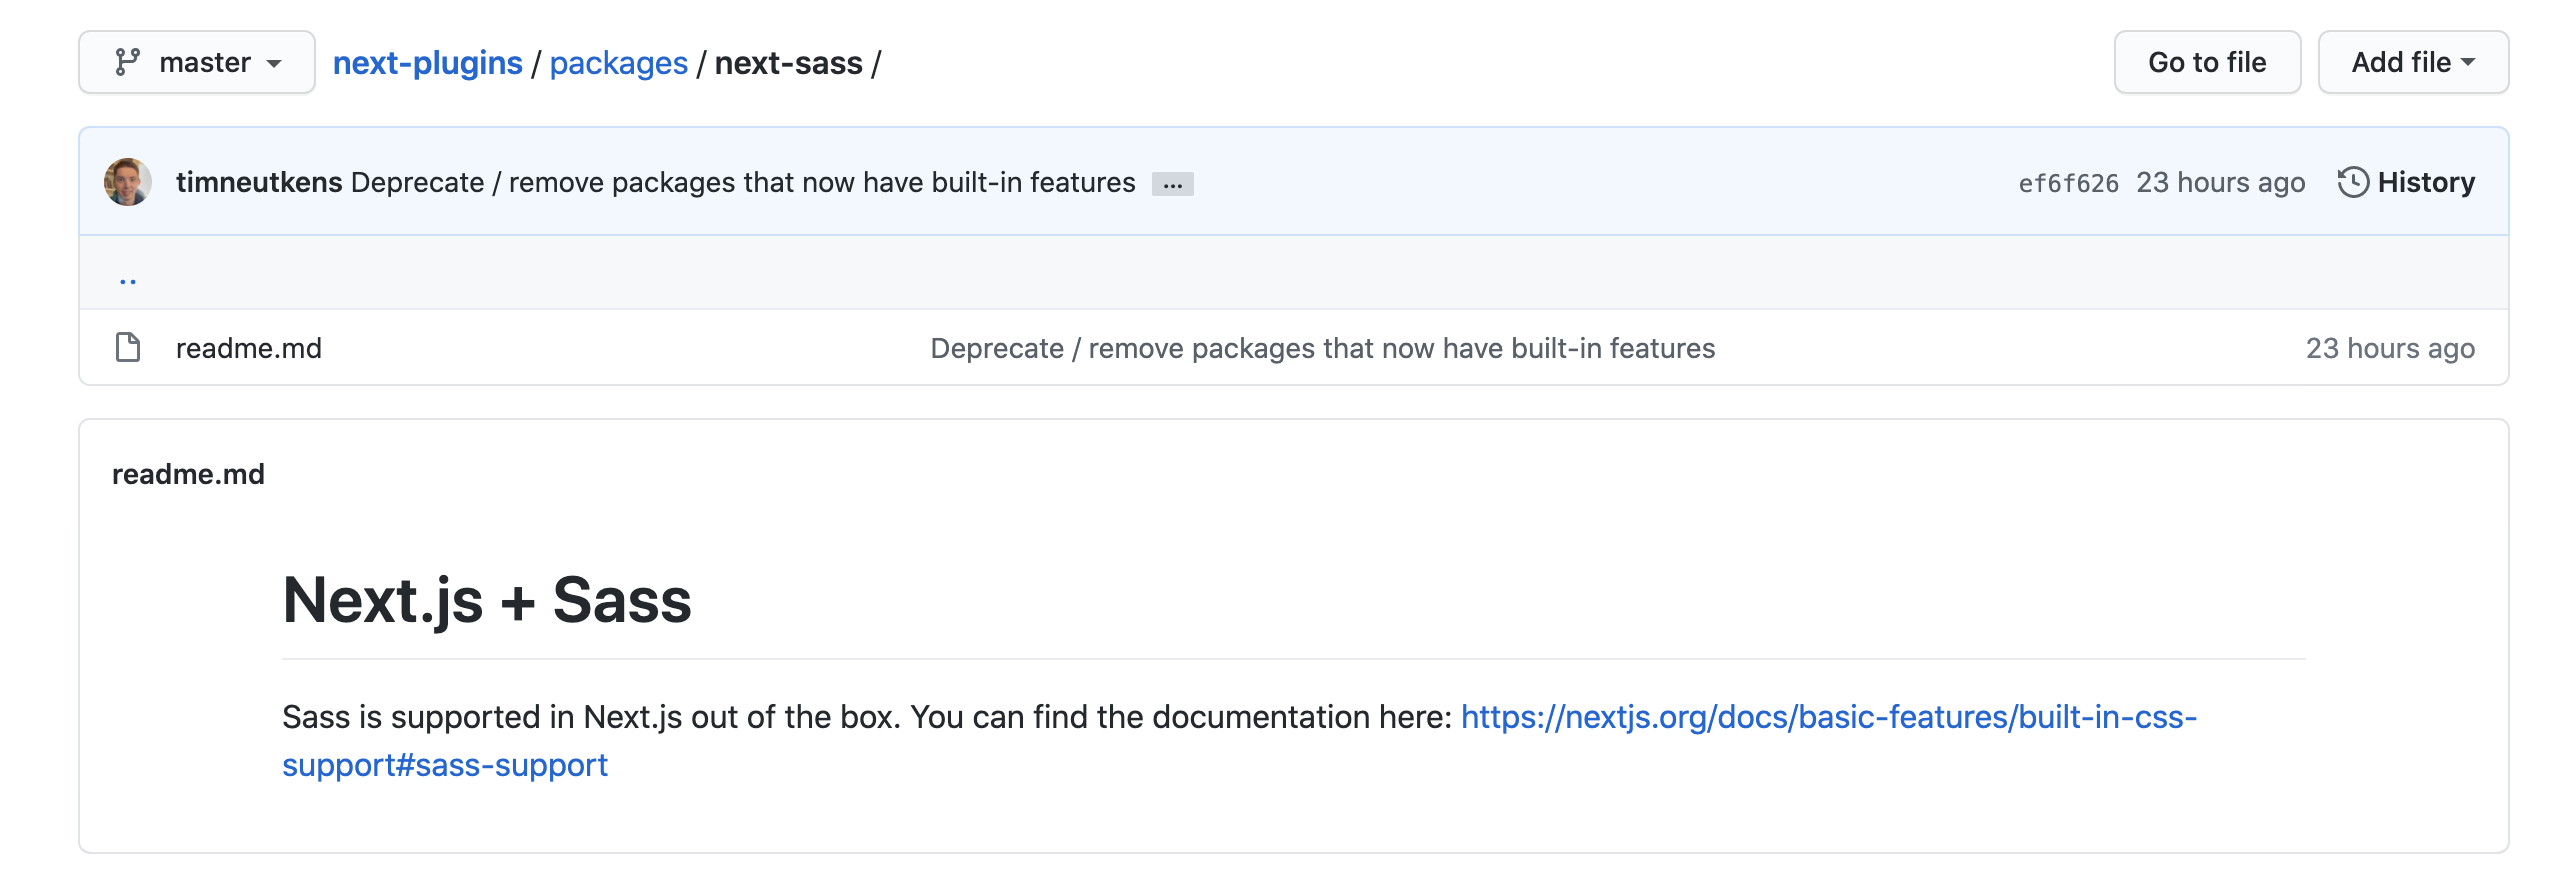 master next-plugins / packages / next-sass / Go to file Add file
timneutkens Deprecate / remove packages that now have built-in features ... ef6f626 23 hours ago History
..
readme.md Deprecate / remove packages that now have built-in features 23 hours ago
readme.md
Next.js + Sass
Sass is supported in Next.js out of the box. You can find the documentation here: https://nextjs.org/docs/basic-features/built-in-css-
support#sass-support